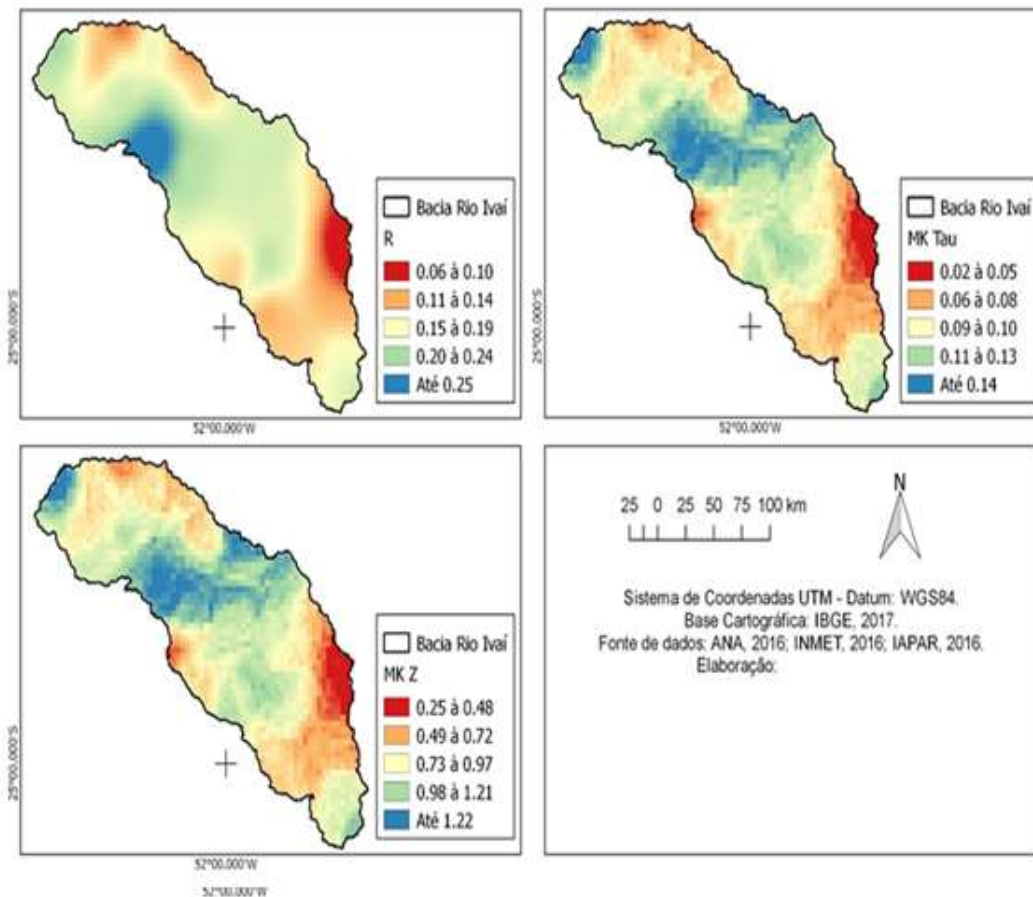 Bacia Rio Ivaí
R
0.06 à 0.10
0.11 à 0.14
0.15 à 0.19
0.20 à 0.24
Até 0.25
25°00.000"S
52°00.000"W
Bacia Rio Ivaí
MK Tau
0.02 à 0.05
0.06 à 0.08
0.09 à 0.10
0.11 à 0.13
Até 0.14
25°00.000"S
52°00.000"W
Bacia Rio Ivaí
MK Z
0.25 à 0.48
0.49 à 0.72
0.73 à 0.97
0.98 à 1.21
Até 1.22
25°00.000"S
52°00.000"W
52°00.000"W
N
25 0 25 50 75 100 km
Sistema de Coordenadas UTM - Datum: WGS84.
Base Cartográfica: IBGE, 2017.
Fonte de dados: ANA, 2016; INMET, 2016; IAPAR, 2016.
Elaboração: